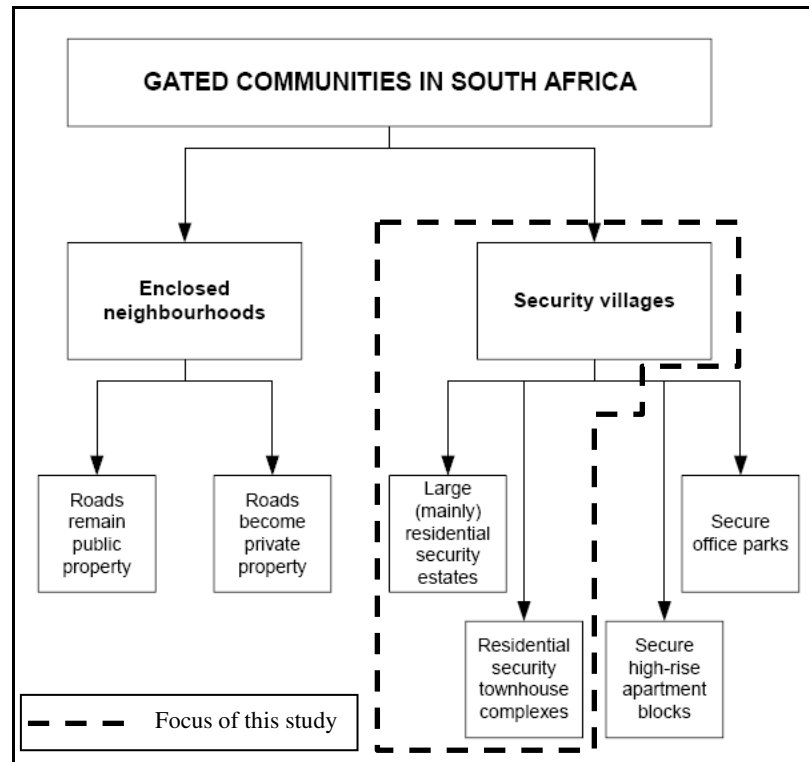 GATED COMMUNITIES IN SOUTH AFRICA
Enclosed
neighbourhoods
Security villages
Roads
remain
public
property
Roads
become
private
property
Large
(mainly)
residential
security
estates
Secure
office parks
Residential
security
townhouse
complexes
Secure
high-rise
apartment
blocks
Focus of this study